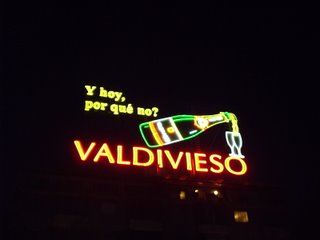 Y hoy,
por qué no?
VALDIVIESO